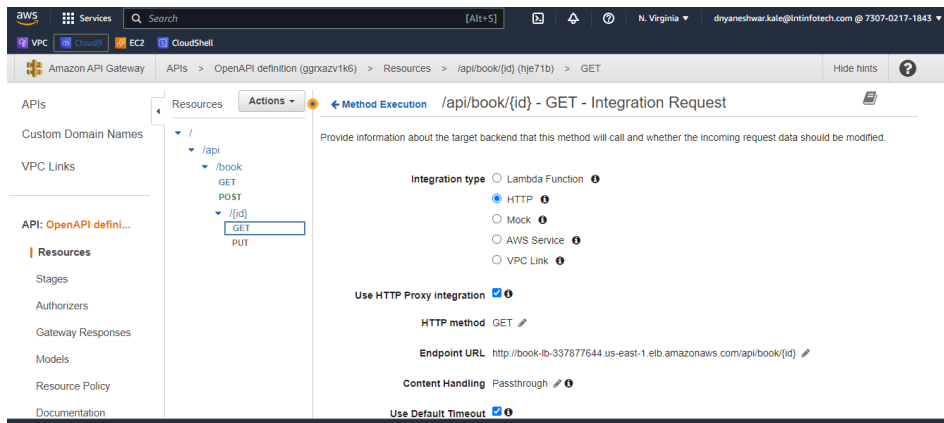 aws Services Search [Alt+S] N. Virginia ▼ dnyaneshwar.kale@lntinfotech.com @ 7307-0217-1843 ▼
VPC Cloud9 EC2 CloudShell
Amazon API Gateway APIs > OpenAPI definition (ggrxazv1k6) > Resources > /api/book/{id} (hje71b) > GET Hide hints ?
APIs
Custom Domain Names
VPC Links
API: OpenAPI defini...
Resources
Stages
Authorizers
Gateway Responses
Models
Resource Policy
Documentation
Resources Actions
/
/api
/book
GET
POST
/{id}
GET
PUT
Method Execution /api/book/{id} - GET - Integration Request
Provide information about the target backend that this method will call and whether the incoming request data should be modified.
Integration type Lambda Function
HTTP
Mock
AWS Service
VPC Link
Use HTTP Proxy integration
HTTP method GET
Endpoint URL http://book-lb-337877644.us-east-1.elb.amazonaws.com/api/book/{id}
Content Handling Passthrough
Use Default Timeout